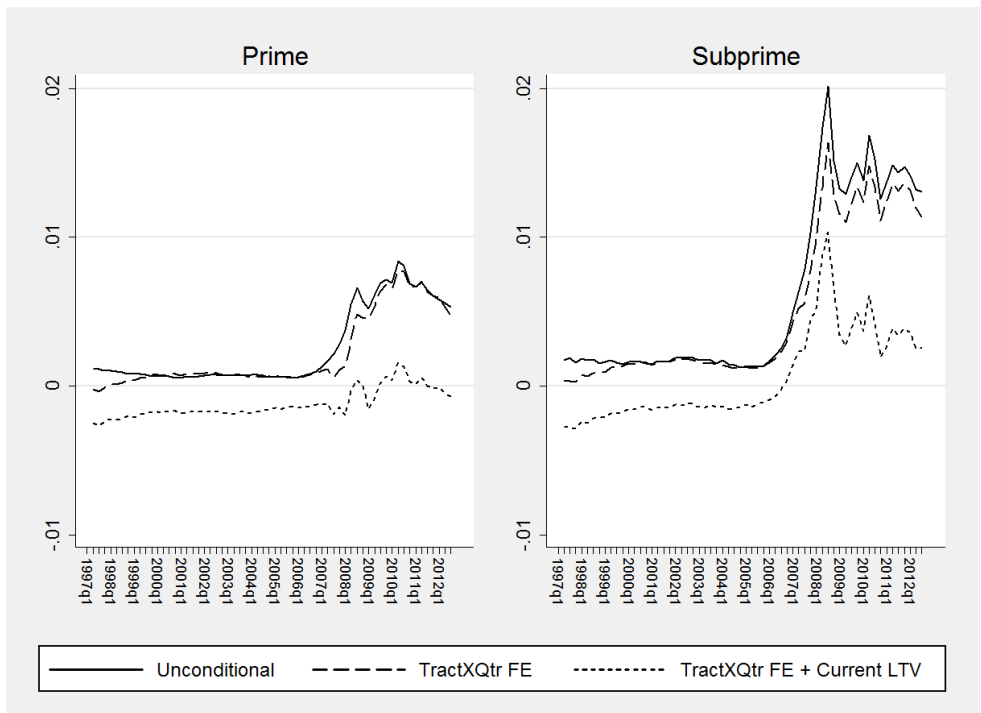 Prime
.02
.01
0
-.01
1997q1
1998q1
1999q1
2000q1
2001q1
2002q1
2003q1
2004q1
2005q1
2006q1
2007q1
2008q1
2009q1
2010q1
2011q1
2012q1
Subprime
.02
.01
0
-.01
1997q1
1998q1
1999q1
2000q1
2001q1
2002q1
2003q1
2004q1
2005q1
2006q1
2007q1
2008q1
2009q1
2010q1
2011q1
2012q1
Unconditional TractXQtr FE TractXQtr FE + Current LTV